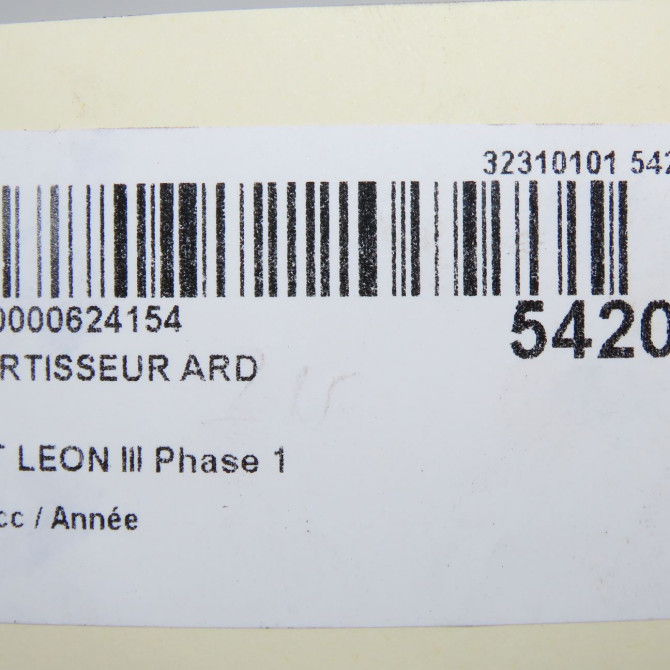 32310101 542
0000624154
5420
RTISSEUR ARD
T LEON III Phase 1
cc / Année